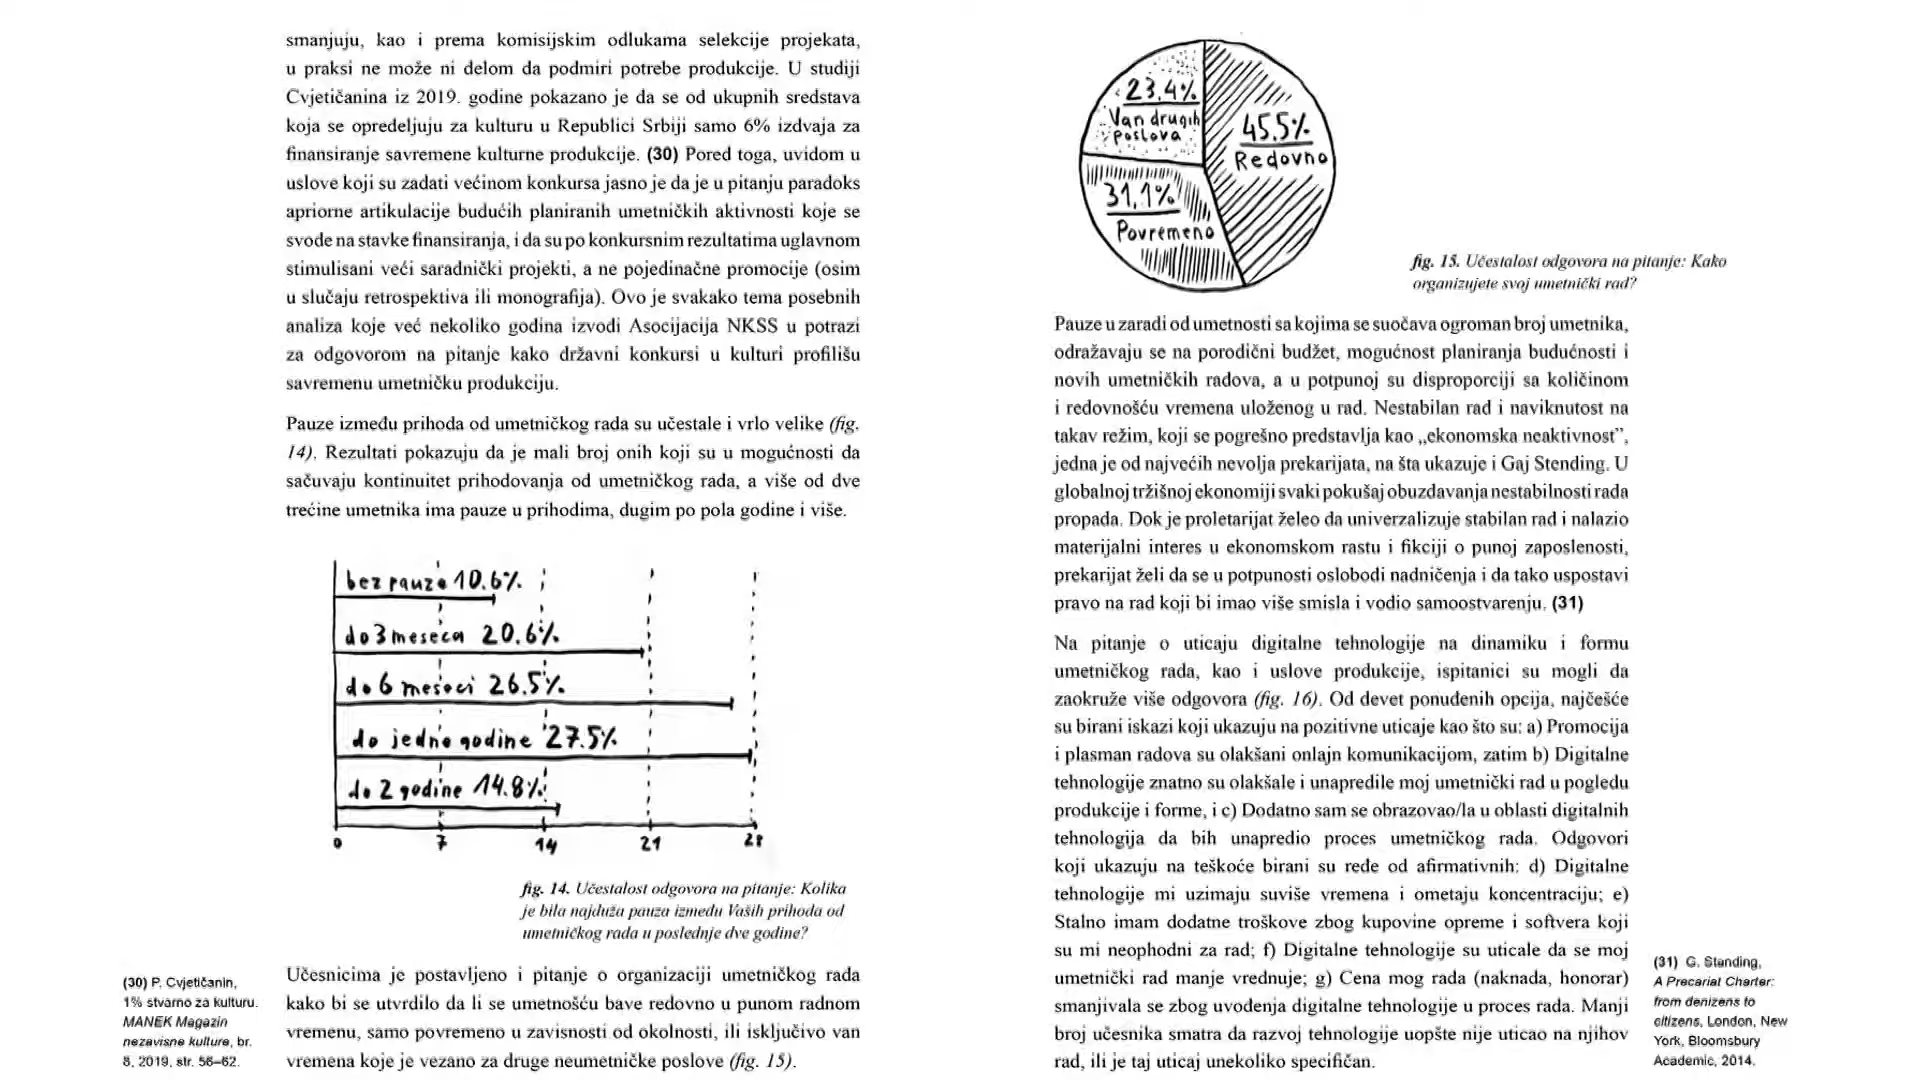 smanjuju, kao i prema komisijskim odlukama selekcije projekata,
u praksi ne može ni delom da podmiri potrebe produkcije. U studiji
Cvjetičanina iz 2019. godine pokazano je da se od ukupnih sredstava
koja se opredeljuju za kulturu u Republici Srbiji samo 6% izdvaja za
finansiranje savremene kulturne produkcije. (30) Pored toga, uvidom u
uslove koji su zadati većinom konkursa jasno je da je u pitanju paradoks
apriorne artikulacije budućih planiranih umetničkih aktivnosti koje se
svode na stavke finansiranja, i da su po konkursnim rezultatima uglavnom
stimulisani veći saradnički projekti, a ne pojedinačne promocije (osim
u slučaju retrospektiva ili monografija). Ovo je svakako tema posebnih
analiza koje već nekoliko godina izvodi Asocijacija NKSS u potrazi
za odgovorom na pitanje kako državni konkursi u kulturi profilišu
savremenu umetničku produkciju.
Pauze između prihoda od umetničkog rada su učestale i vrlo velike (fig.
14). Rezultati pokazuju da je mali broj onih koji su u mogućnosti da
sačuvaju kontinuitet prihodovanja od umetničkog rada, a više od dve
trećine umetnika ima pauze u prihodima, dugim po pola godine i više.
bez pauze 10.6%
do 3 meseca 20.6%
do 6 meseci 26.5%
do jedne godine 27.5%
do 2 godine 14.8%
0 7 14 21 28
fig. 14. Učestalost odgovora na pitanje: Kolika
je bila najduža pauza između Vaših prihoda od
umetničkog rada u poslednje dve godine?
Učesnicima je postavljeno i pitanje o organizaciji umetničkog rada
kako bi se utvrdilo da li se umetnošću bave redovno u punom radnom
vremenu, samo povremeno u zavisnosti od okolnosti, ili isključivo van
vremena koje je vezano za druge neumetničke poslove (fig. 15).
(30) P. Cvjetičanin,
1% stvarno za kulturu.
MANEK Magazin
nezavisne kulture, br.
8, 2019, str. 56–62.
23,4%
Van drugih
poslova
45.5%
Redovno
31,1%
Povremeno
fig. 15. Učestalost odgovora na pitanje: Kako
organizujete svoj umetnički rad?
Pauze u zaradi od umetnosti sa kojima se suočava ogroman broj umetnika,
odražavaju se na porodični budžet, mogućnost planiranja budućnosti i
novih umetničkih radova, a u potpunoj su disproporciji sa količinom
i redovnošću vremena uloženog u rad. Nestabilan rad i naviknutost na
takav režim, koji se pogrešno predstavlja kao „ekonomska neaktivnost”,
jedna je od najvećih nevolja prekarijata, na šta ukazuje i Gaj Stending. U
globalnoj tržišnoj ekonomiji svaki pokušaj obuzdavanja nestabilnosti rada
propada. Dok je proletarijat želeo da univerzalizuje stabilan rad i nalazio
materijalni interes u ekonomskom rastu i fikciji o punoj zaposlenosti,
prekarijat želi da se u potpunosti oslobodi nadničenja i da tako uspostavi
pravo na rad koji bi imao više smisla i vodio samoostvarenju. (31)
Na pitanje o uticaju digitalne tehnologije na dinamiku i formu
umetničkog rada, kao i uslove produkcije, ispitanici su mogli da
zaokruže više odgovora (fig. 16). Od devet ponuđenih opcija, najčešće
su birani iskazi koji ukazuju na pozitivne uticaje kao što su: a) Promocija
i plasman radova su olakšani onlajn komunikacijom, zatim b) Digitalne
tehnologije znatno su olakšale i unapredile moj umetnički rad u pogledu
produkcije i forme, i c) Dodatno sam se obrazovao/la u oblasti digitalnih
tehnologija da bih unapredio proces umetničkog rada. Odgovori
koji ukazuju na teškoće birani su ređe od afirmativnih: d) Digitalne
tehnologije mi uzimaju suviše vremena i ometaju koncentraciju; e)
Stalno imam dodatne troškove zbog kupovine opreme i softvera koji
su mi neophodni za rad; f) Digitalne tehnologije su uticale da se moj
umetnički rad manje vrednuje; g) Cena mog rada (naknada, honorar)
smanjivala se zbog uvođenja digitalne tehnologije u proces rada. Manji
broj učesnika smatra da razvoj tehnologije uopšte nije uticao na njihov
rad, ili je taj uticaj unekoliko specifičan.
(31) G. Standing,
A Precariat Charter:
from denizens to
citizens, London, New
York, Bloomsbury
Academic, 2014.